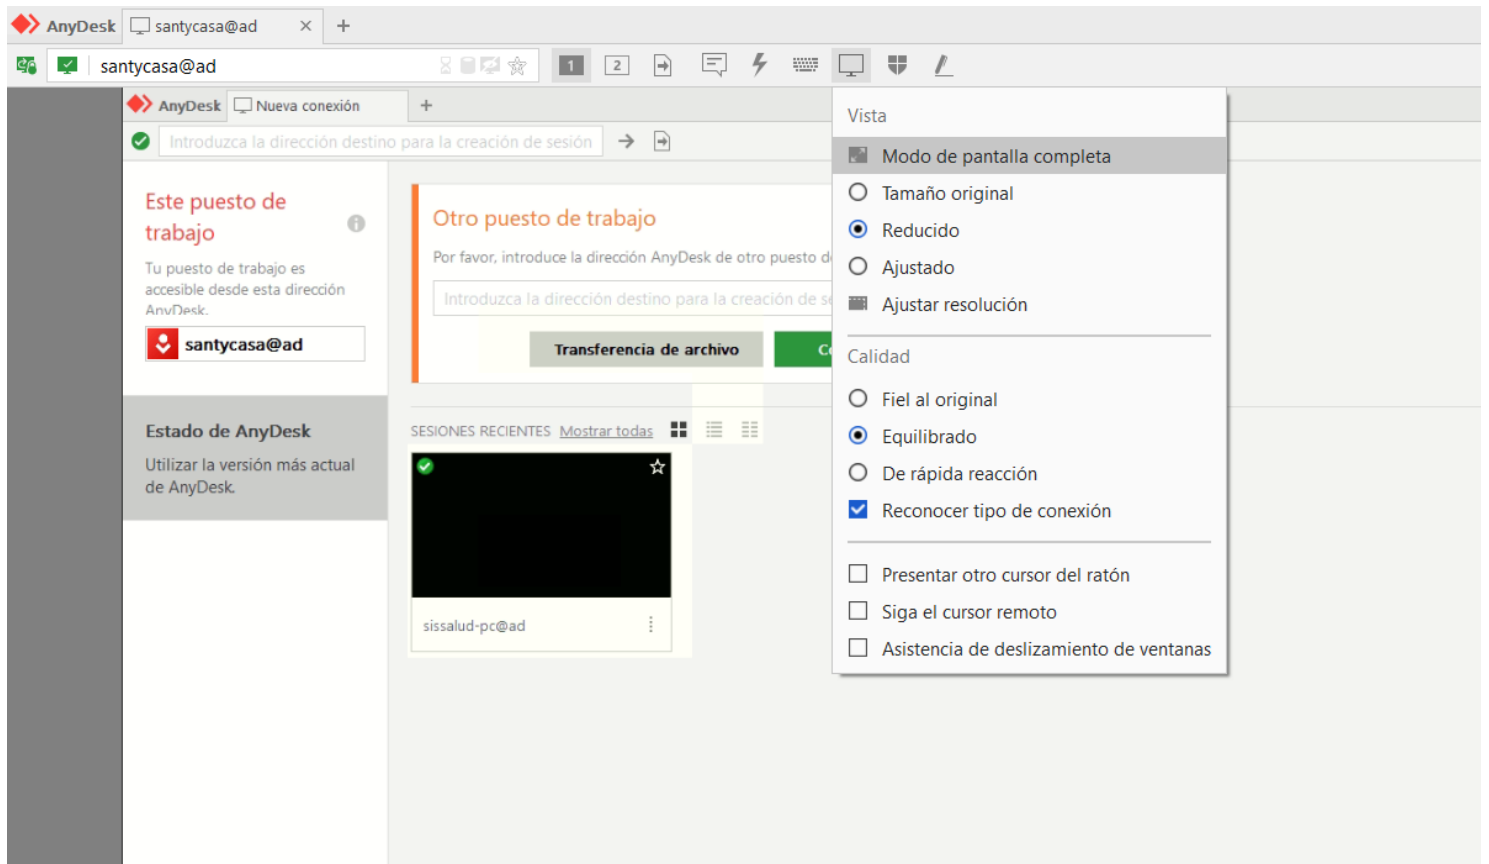 AnyDesk santycasa@ad
santycasa@ad 1 2
AnyDesk Nueva conexión
Introduzca la dirección destino para la creación de sesión
Este puesto de
trabajo
Tu puesto de trabajo es
accesible desde esta dirección
AnyDesk.
santycasa@ad
Estado de AnyDesk
Utilizar la versión más actual
de AnyDesk.
Otro puesto de trabajo
Por favor, introduce la dirección AnyDesk de otro puesto d
Introduzca la dirección destino para la creación de se
Transferencia de archivo
SESIONES RECIENTES Mostrar todas
sissalud-pc@ad
Vista
Modo de pantalla completa
Tamaño original
Reducido
Ajustado
Ajustar resolución
Calidad
Fiel al original
Equilibrado
De rápida reacción
Reconocer tipo de conexión
Presentar otro cursor del ratón
Siga el cursor remoto
Asistencia de deslizamiento de ventanas